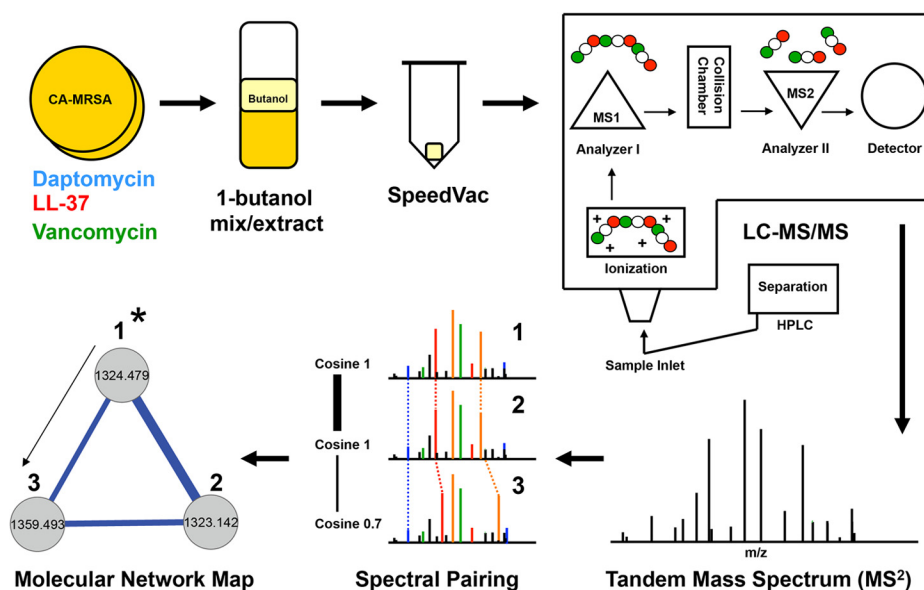 CA-MRSA
Daptomycin
LL-37
Vancomycin
Butanol
1-butanol
mix/extract
SpeedVac
MS1
Analyzer I
Collision
Chamber
MS2
Analyzer II
Detector
+ +
+ +
Ionization
LC-MS/MS
Separation
HPLC
Sample Inlet
m/z
Tandem Mass Spectrum (MS²)
1
Cosine 1
2
Cosine 1
3
Cosine 0.7
Spectral Pairing
1*
1324.479
3
1359.493
2
1323.142
Molecular Network Map